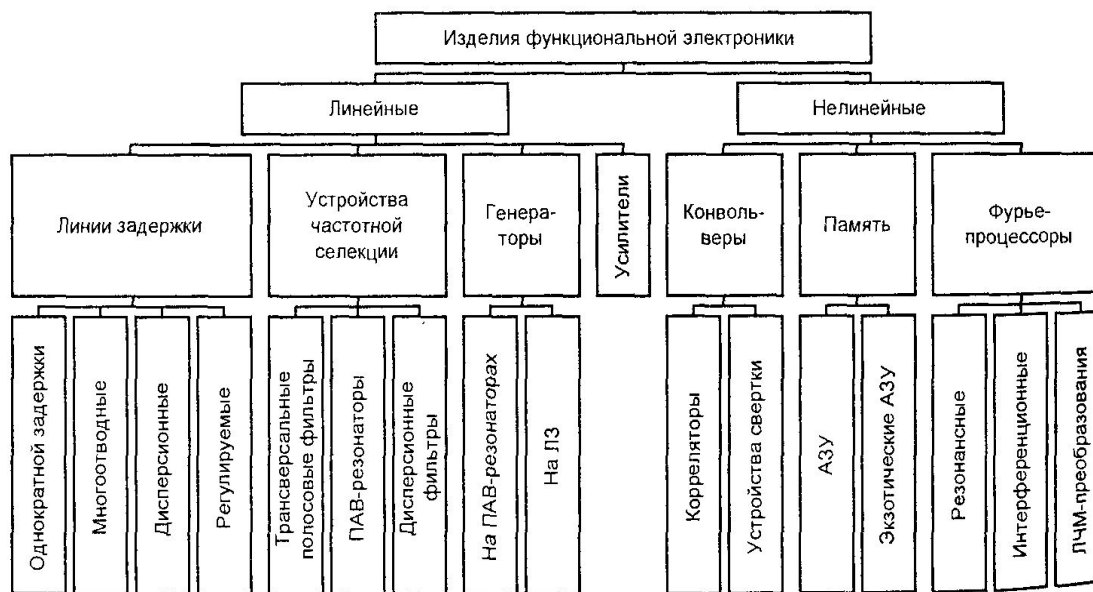 Изделия функциональной электроники
Линейные
Нелинейные
Линии задержки
Устройства
частотной
селекции
Генера-
торы
Усилители
Конволь-
веры
Память
Фурье-
процессоры
Однократной задержки
Многоотводные
Дисперсионные
Регулируемые
Трансверсальные
полосовые фильтры
ПАВ-резонаторы
Дисперсионные
фильтры
На ПАВ-резонаторах
На ЛЗ
Корреляторы
Устройства свертки
АЗУ
Экзотические АЗУ
Резонансные
Интерференционные
ЛЧМ-преобразования